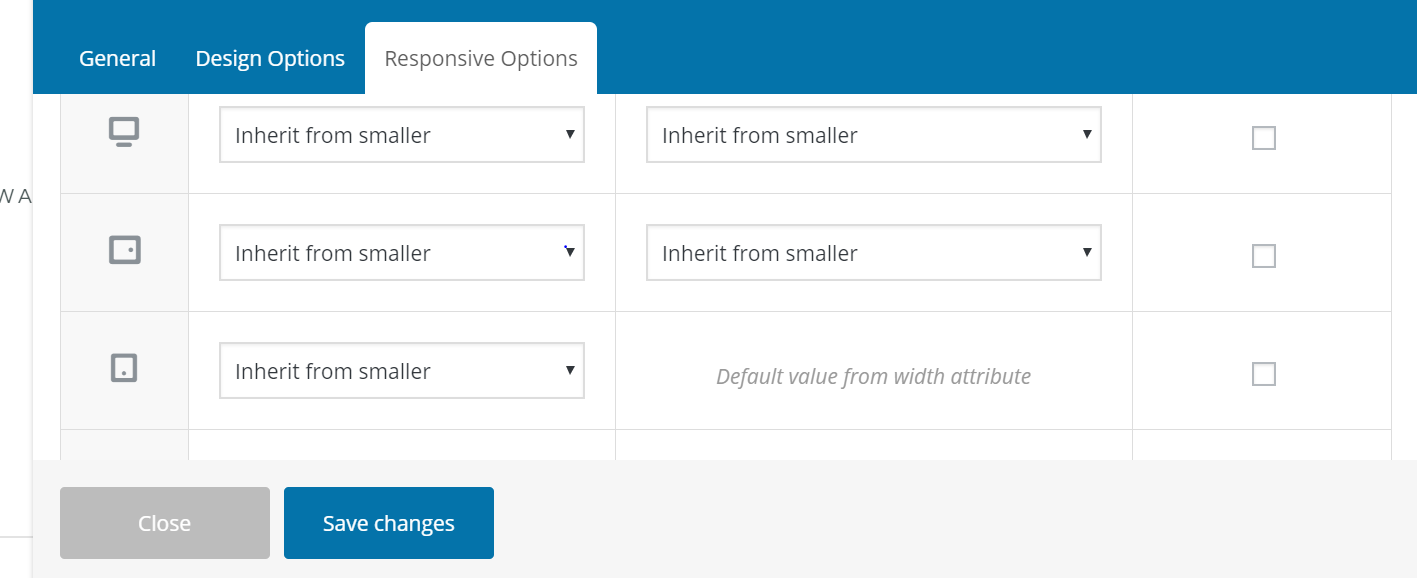 General Design Options Responsive Options
Inherit from smaller Inherit from smaller
W A
Inherit from smaller Inherit from smaller
Inherit from smaller Default value from width attribute
Close Save changes